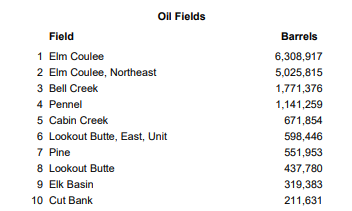 Oil Fields
Field Barrels
1 Elm Coulee 6,308,917
2 Elm Coulee, Northeast 5,025,815
3 Bell Creek 1,771,376
4 Pennel 1,141,259
5 Cabin Creek 671,854
6 Lookout Butte, East, Unit 598,446
7 Pine 551,953
8 Lookout Butte 437,780
9 Elk Basin 319,383
10 Cut Bank 211,631